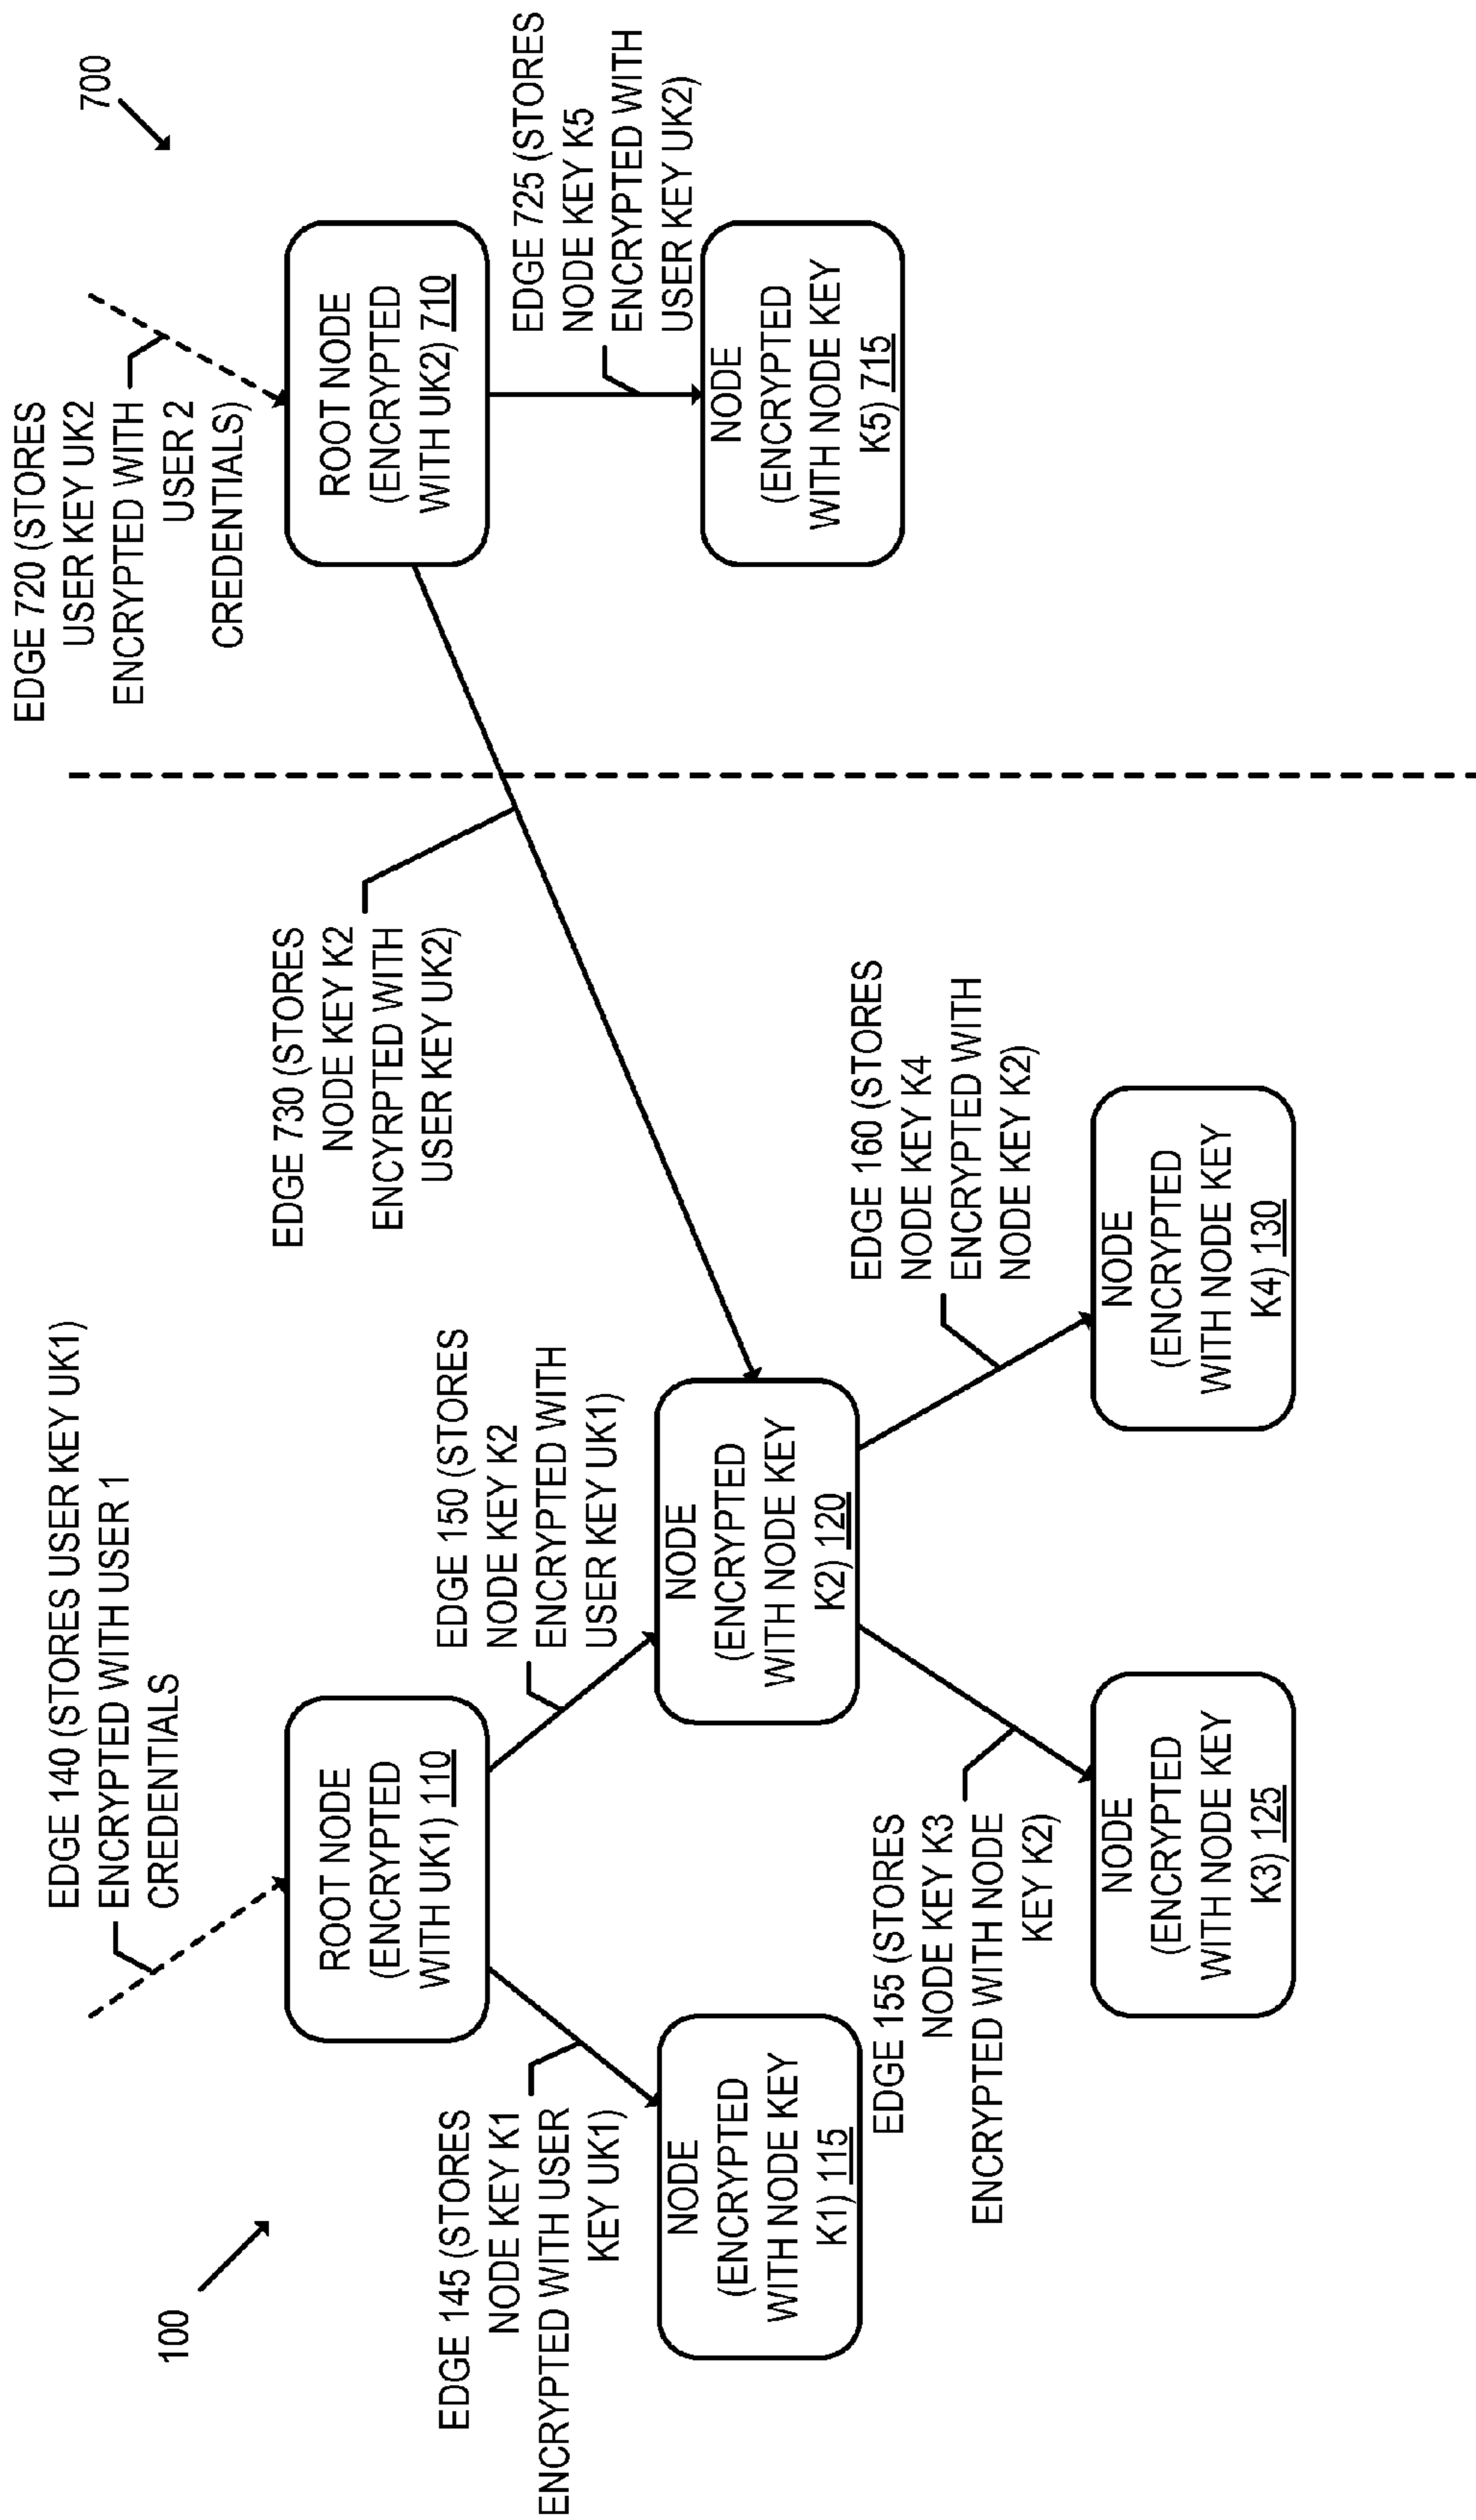 100
700
EDGE 140 (STORES USER KEY UK1)
ENCRYPTED WITH USER 1
CREDENTIALS
EDGE 720 (STORES
USER KEY UK2
ENCRYPTED WITH
USER 2
CREDENTIALS)
ROOT NODE
(ENCRYPTED
WITH UK1) 110
ROOT NODE
(ENCRYPTED
WITH UK2) 710
EDGE 145 (STORES
NODE KEY K1
ENCRYPTED WITH USER
KEY UK1)
EDGE 150 (STORES
NODE KEY K2
ENCRYPTED WITH
USER KEY UK1)
EDGE 730 (STORES
NODE KEY K2
ENCYRPTED WITH
USER KEY UK2)
EDGE 725 (STORES
NODE KEY K5
ENCRYPTED WITH
USER KEY UK2)
NODE
(ENCRYPTED
WITH NODE KEY
K1) 115
NODE
(ENCRYPTED
WITH NODE KEY
K2) 120
NODE
(ENCRYPTED
WITH NODE KEY
K5) 715
EDGE 155 (STORES
NODE KEY K3
ENCRYPTED WITH NODE
KEY K2)
EDGE 160 (STORES
NODE KEY K4
ENCRYPTED WITH
NODE KEY K2)
NODE
(ENCRYPTED
WITH NODE KEY
K3) 125
NODE
(ENCRYPTED
WITH NODE KEY
K4) 130